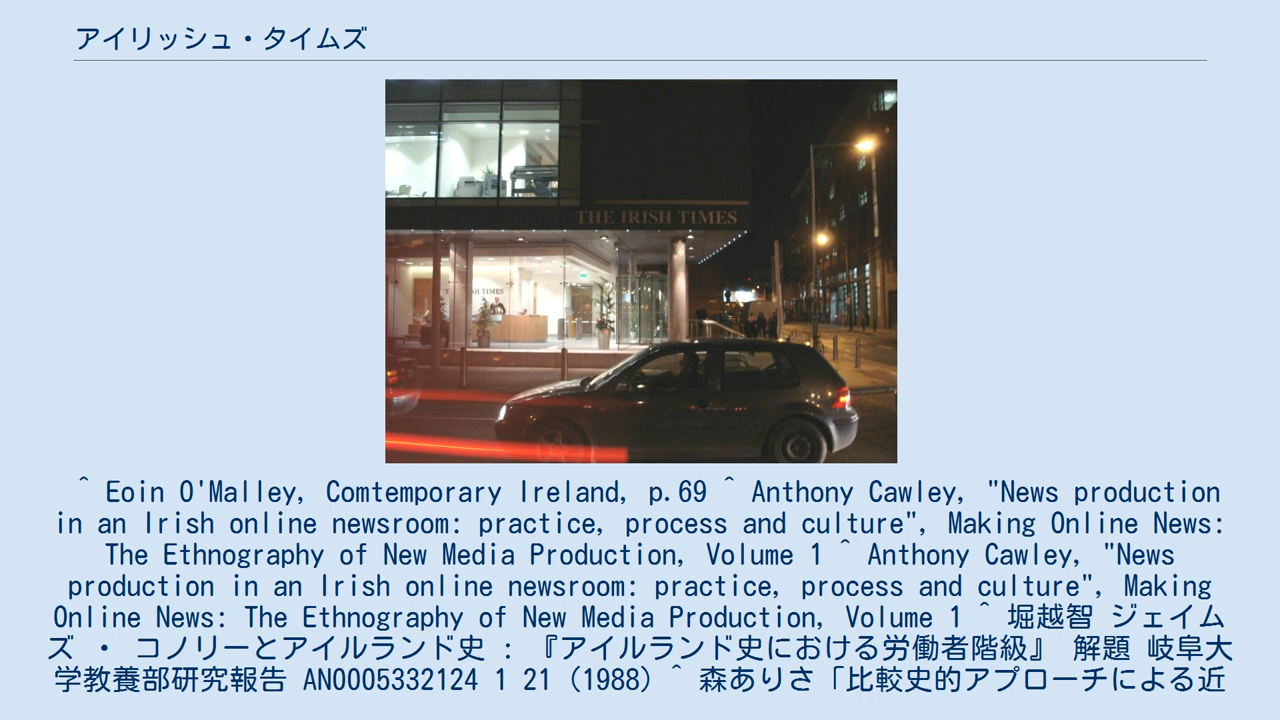 アイリッシュ・タイムズ
THE IRISH TIMES
SH TIMES
^ Eoin O'Malley, Comtemporary Ireland, p.69 ^ Anthony Cawley, "News production
in an Irish online newsroom: practice, process and culture", Making Online News:
The Ethnography of New Media Production, Volume 1 ^ Anthony Cawley, "News
production in an Irish online newsroom: practice, process and culture", Making
Online News: The Ethnography of New Media Production, Volume 1 ^ 堀越智 ジェイム
ズ ・ コノリーとアイルランド史 : 『アイルランド史における労働者階級』 解題 岐阜大
学教養部研究報告 AN0005332124 1 21 (1988) ^ 森ありさ「比較史的アプローチによる近